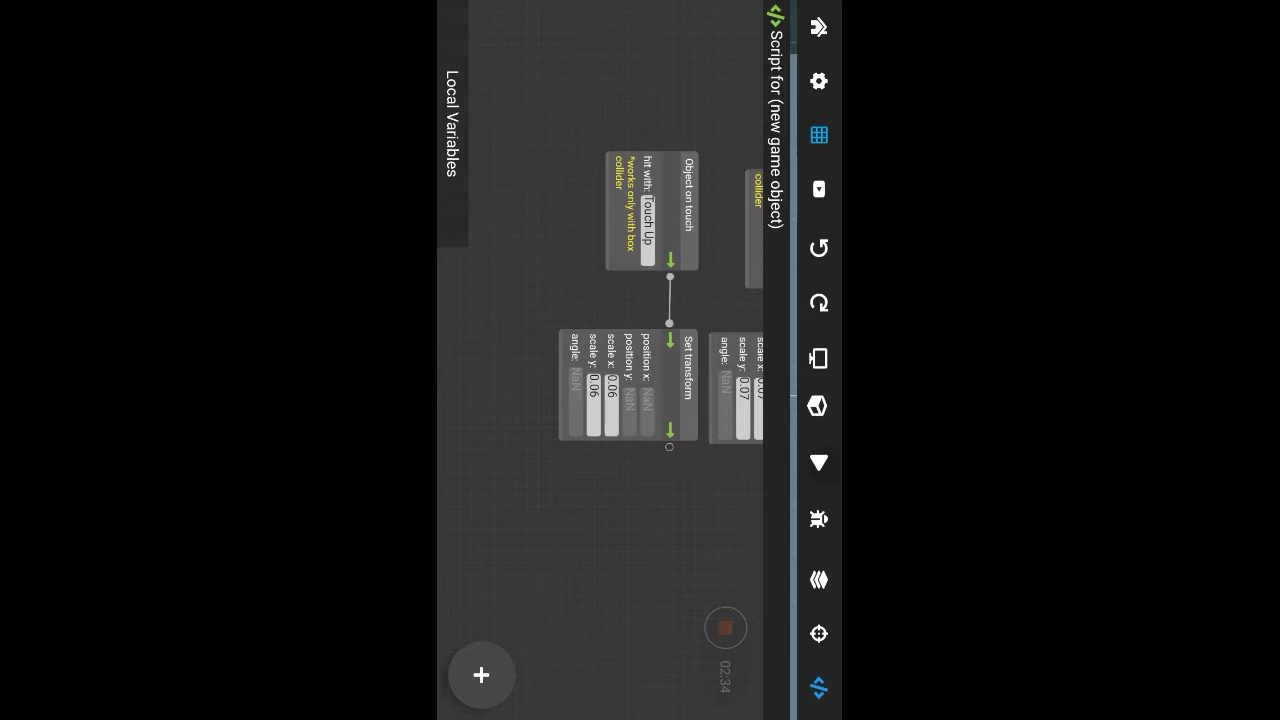 Script for (new game object)
collider
scale x: 0.07
scale y: 0.07
angle: NaN
Object on touch
hit with: Touch Up
*works only with box
collider
Set transform
position x: NaN
position y: NaN
scale x: 0.06
scale y: 0.06
angle: NaN
Local Variables
02:34
+